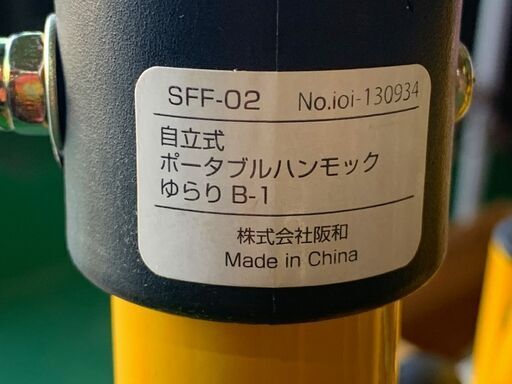 SFF-02 No.ioi-130934
自立式
ポータブルハンモック
ゆらり B-1
株式会社阪和
Made in China